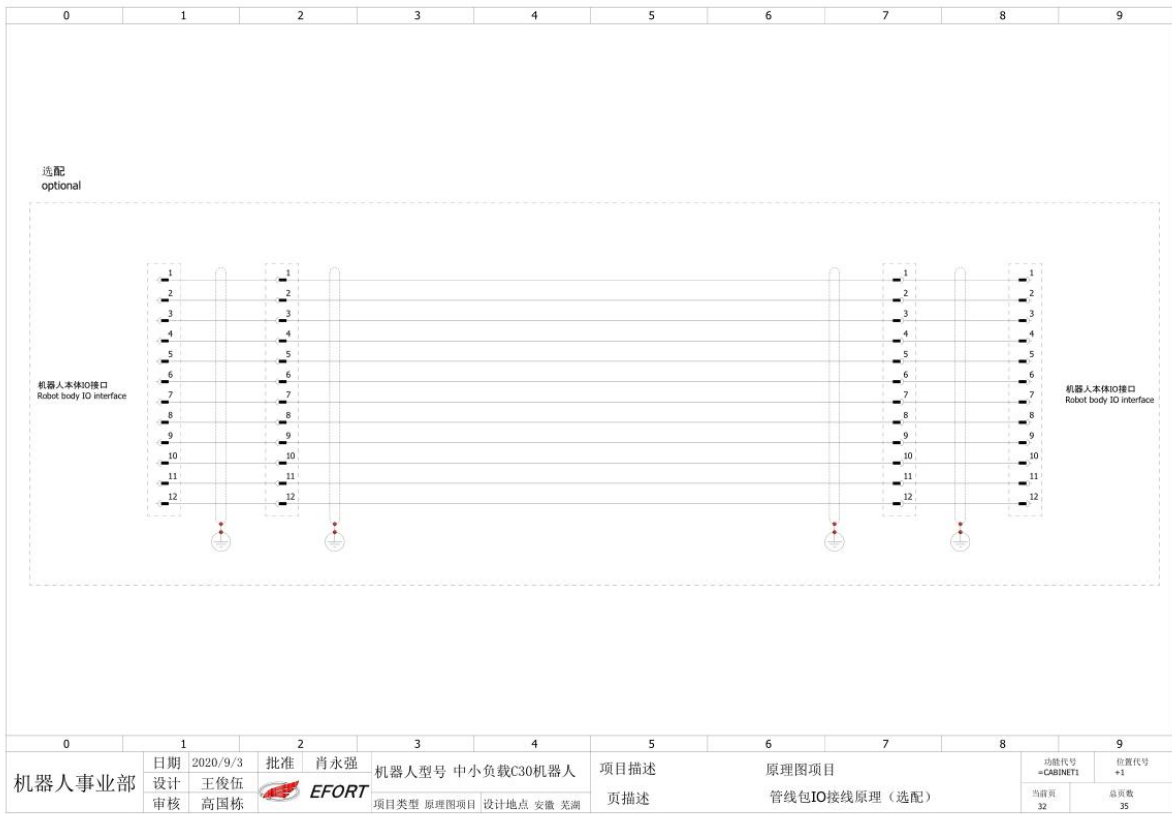 0 1 2 3 4 5 6 7 8 9
选配
optional
1 1 1 1
2 2 2 2
3 3 3 3
4 4 4 4
5 5 5 5
6 6 6 6
机器人本体IO接口 机器人本体IO接口
Robot body IO interface Robot body IO interface
7 7 7 7
8 8 8 8
9 9 9 9
10 10 10 10
11 11 11 11
12 12 12 12
0 1 2 3 4 5 6 7 8 9
机器人事业部
日期 2020/9/3 批准 肖永强
设计 王俊伍
审核 高国栋
EFORT
机器人型号 中小负载C30机器人
项目类型 原理图项目 设计地点 安徽 芜湖
项目描述 原理图项目
页描述 管线包IO接线原理（选配）
功能代号 位置代号
=CABINET1 +1
当前页 总页数
32 35